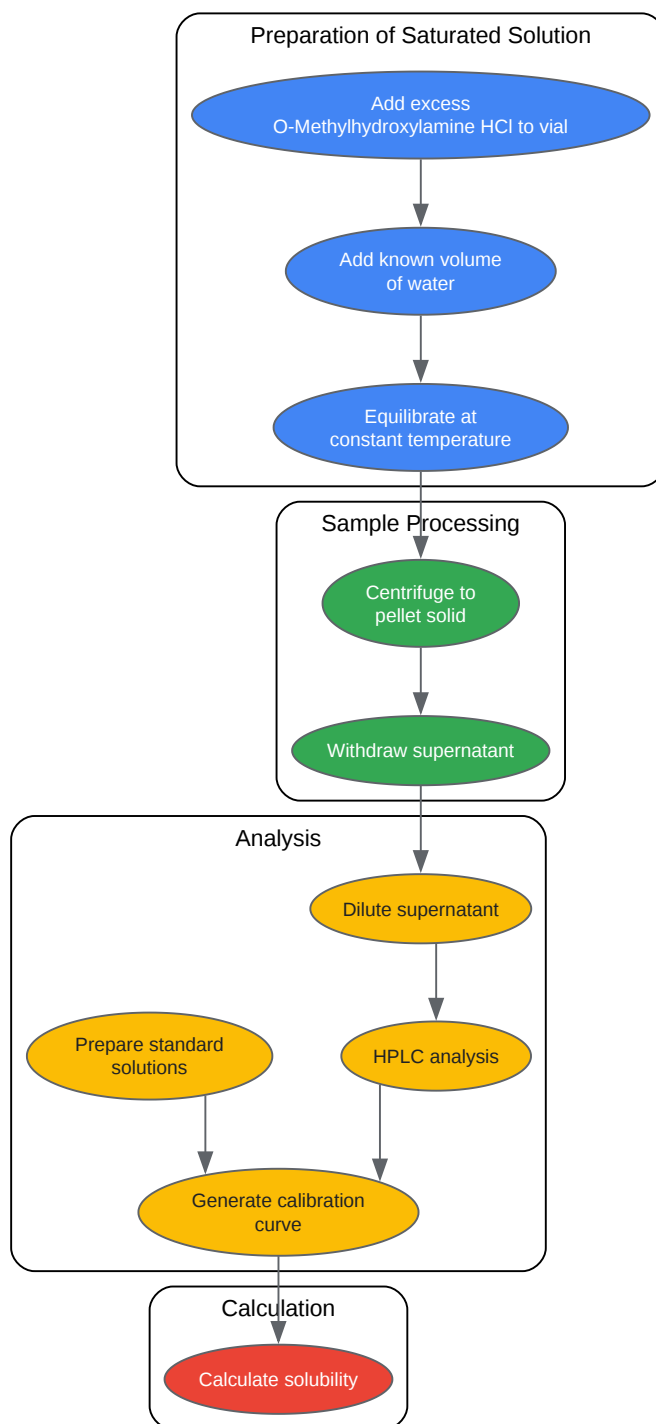 Preparation of Saturated Solution
Add excess
O-Methylhydroxylamine HCl to vial
Add known volume
of water
Equilibrate at
constant temperature
Sample Processing
Centrifuge to
pellet solid
Withdraw supernatant
Analysis
Dilute supernatant
Prepare standard
solutions
HPLC analysis
Generate calibration
curve
Calculation
Calculate solubility